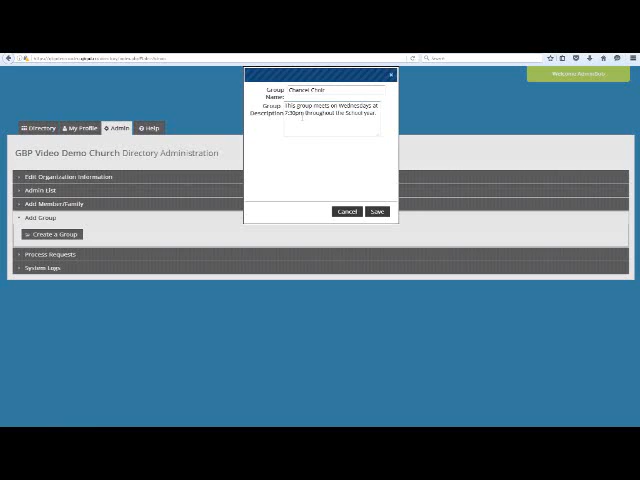 Search
Welcome
Group Name: Chancel Choir
Group Description
This group meets on Wednesdays at
7:30pm throughout the School year.
Cancel Save
Directory My Profile Admin Help
GBP Video Demo Church Directory Administration
Edit Organization Information
Admin List
Add Member/Family
Add Group
Create a Group
Process Requests
System Logs